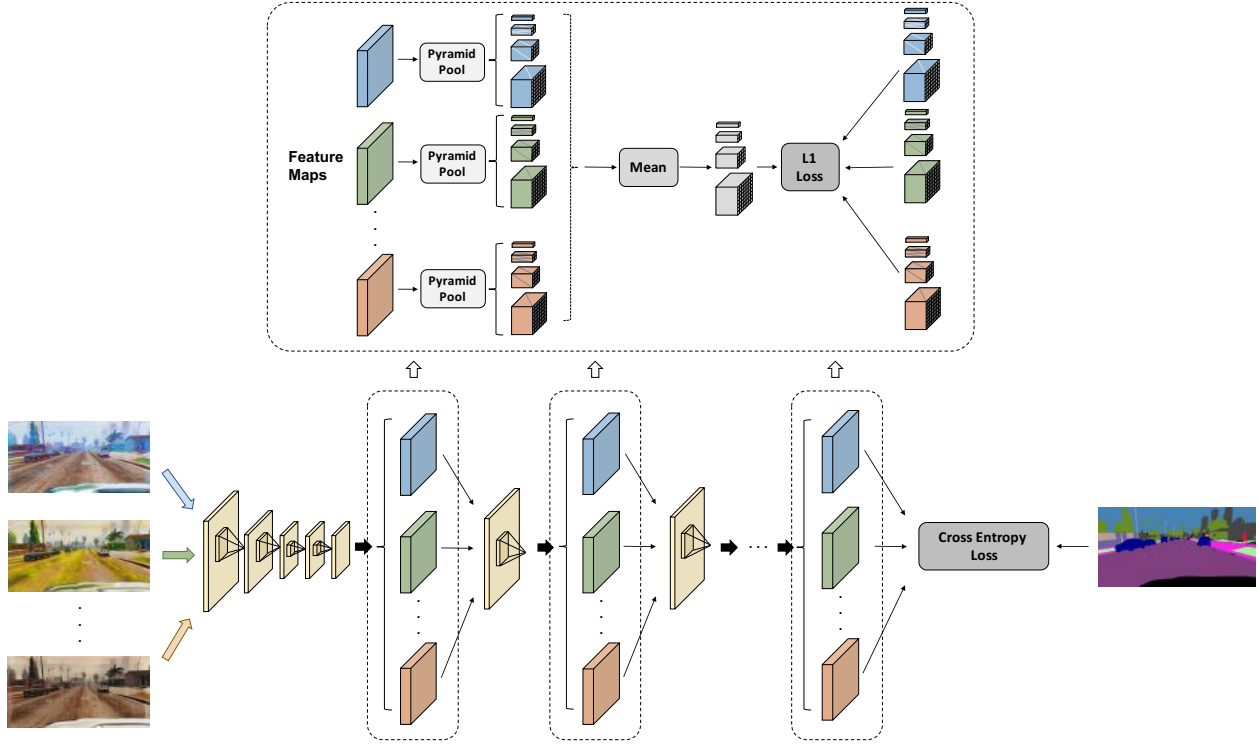 Pyramid
Pool
Feature
Maps
Pyramid
Pool
Mean
L1
Loss
Pyramid
Pool
Cross Entropy
Loss